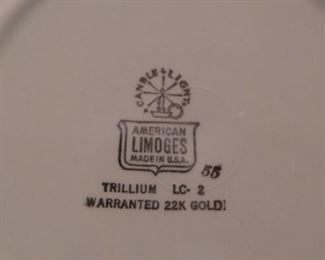 CANDLE LIGHT
AMERICAN
LIMOGES
MADE IN U.S.A.
55
TRILLIUM LC-2
WARRANTED 22K GOLD!